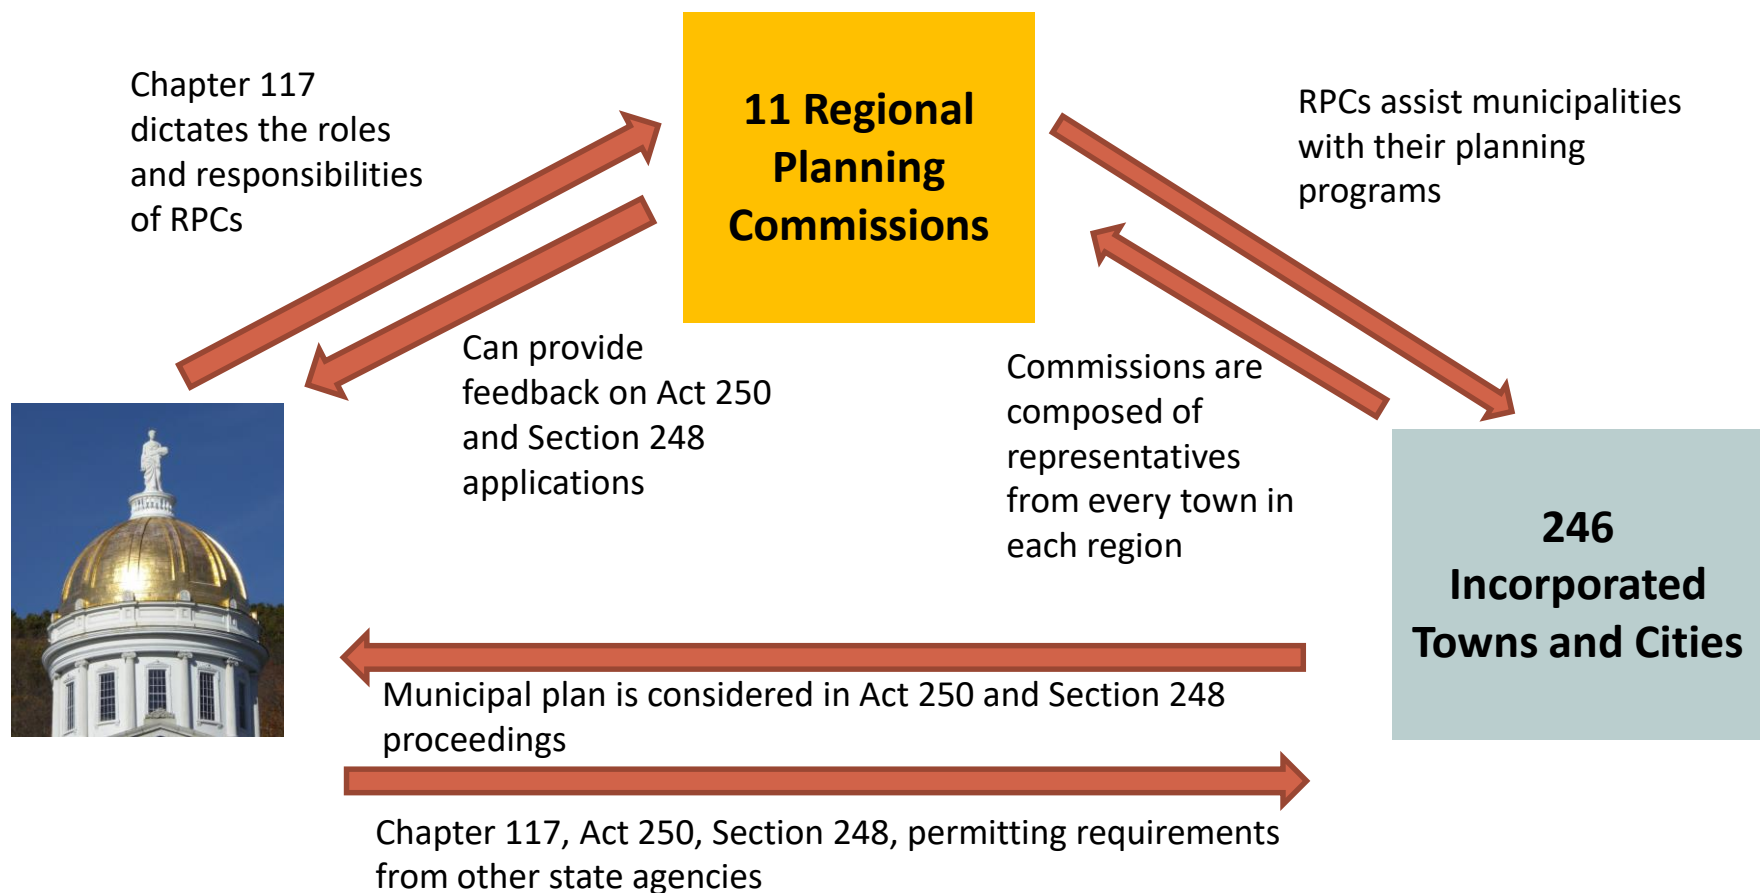 Chapter 117
dictates the roles
and responsibilities
of RPCs
11 Regional
Planning
Commissions
RPCs assist municipalities
with their planning
programs
Can provide
feedback on Act 250
and Section 248
applications
Commissions are
composed of
representatives
from every town in
each region
246
Incorporated
Towns and Cities
Municipal plan is considered in Act 250 and Section 248
proceedings
Chapter 117, Act 250, Section 248, permitting requirements
from other state agencies